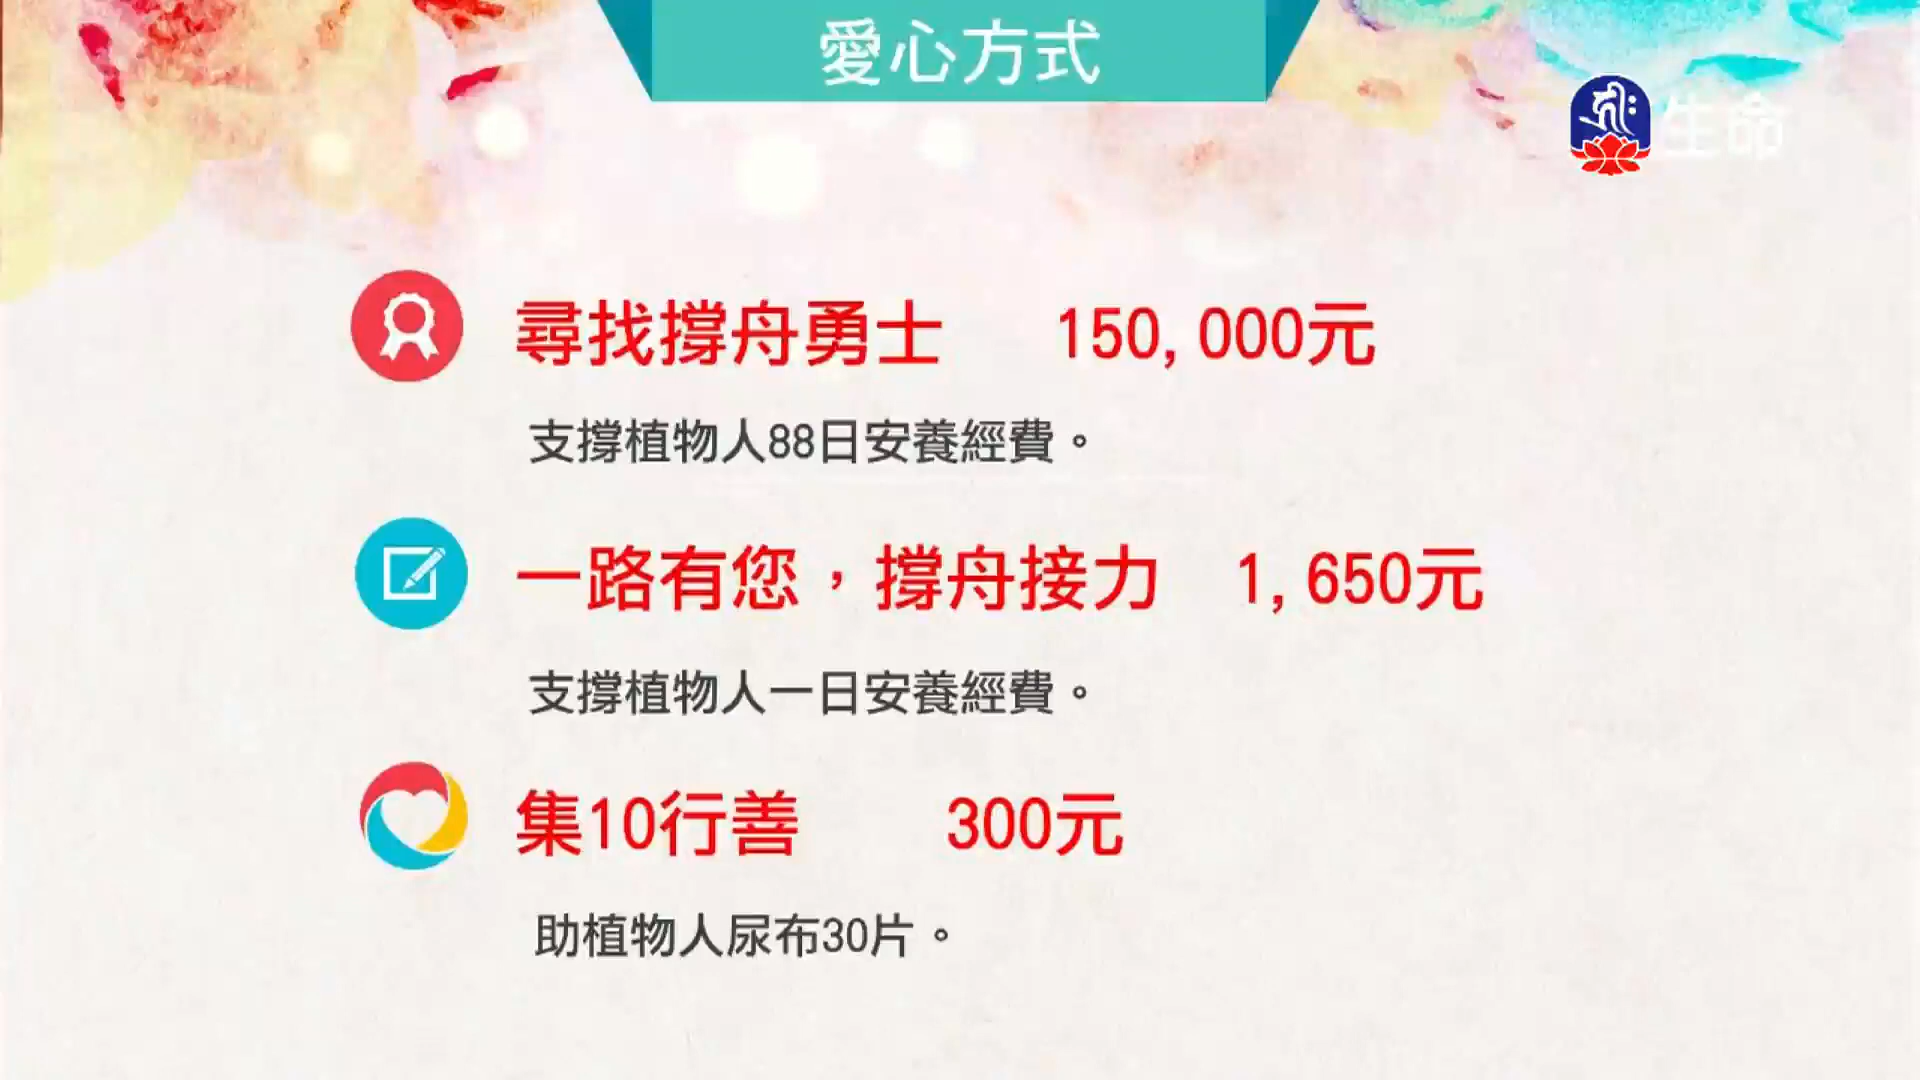 愛心方式
生命
尋找撐舟勇士 150,000元
支撐植物人88日安養經費。
一路有您，撐舟接力 1,650元
支撐植物人一日安養經費。
集10行善 300元
助植物人尿布30片。